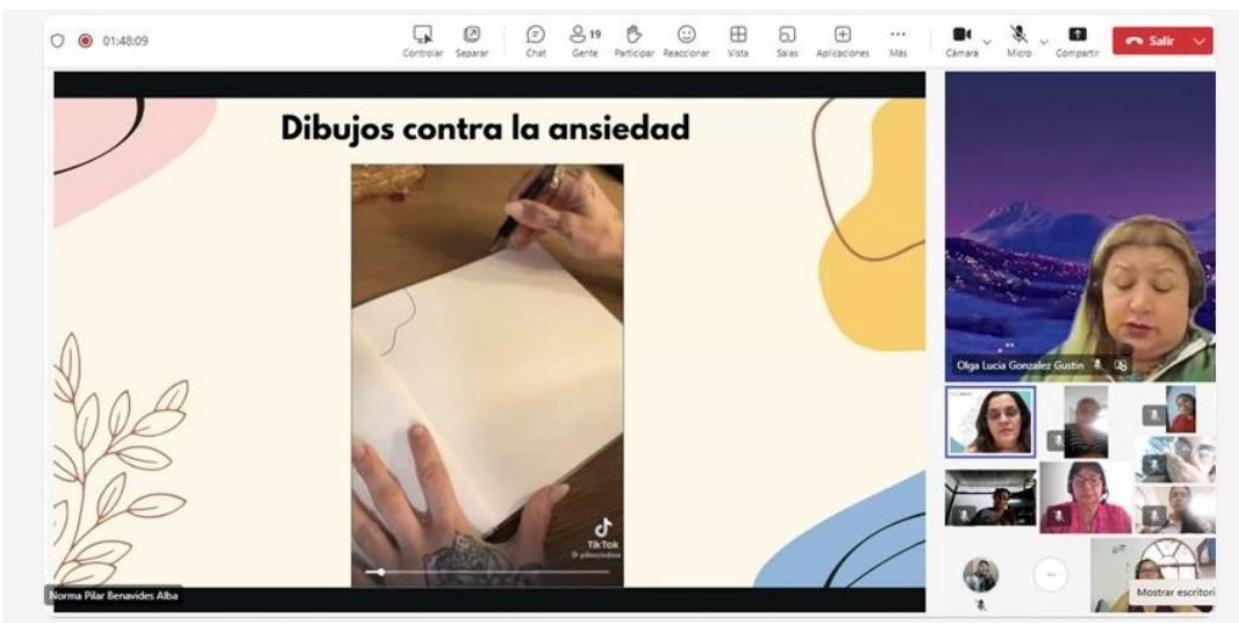 01:48:09
Controlar
Separar
Chat
19
Gente
Participar
Reaccionar
Vista
Salas
Aplicaciones
Más
Cámara
Micro
Compartir
Salir
Dibujos contra la ansiedad
TikTok
Norma Pilar Benavides Alba
Olga Lucia Gonzalez Gustin
Mostrar escritori